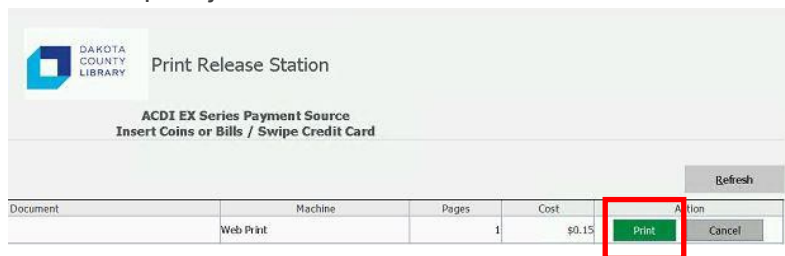 DAKOTA
COUNTY
LIBRARY
Print Release Station
ACDI EX Series Payment Source
Insert Coins or Bills / Swipe Credit Card
Refresh
Document Machine Pages Cost Action
Web Print 1 $0.15 Print Cancel